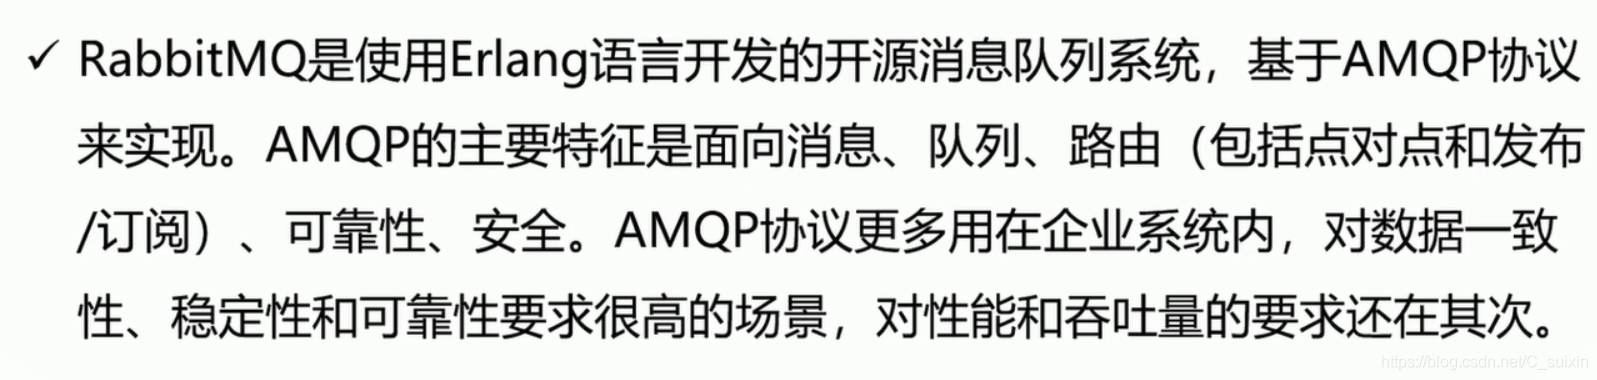 ✓ RabbitMQ是使用Erlang语言开发的开源消息队列系统，基于AMQP协议
来实现。AMQP的主要特征是面向消息、队列、路由（包括点对点和发布
/订阅）、可靠性、安全。AMQP协议更多用在企业系统内，对数据一致
性、稳定性和可靠性要求很高的场景，对性能和吞吐量的要求还在其次。
https://blog.csdn.net/C_suixin